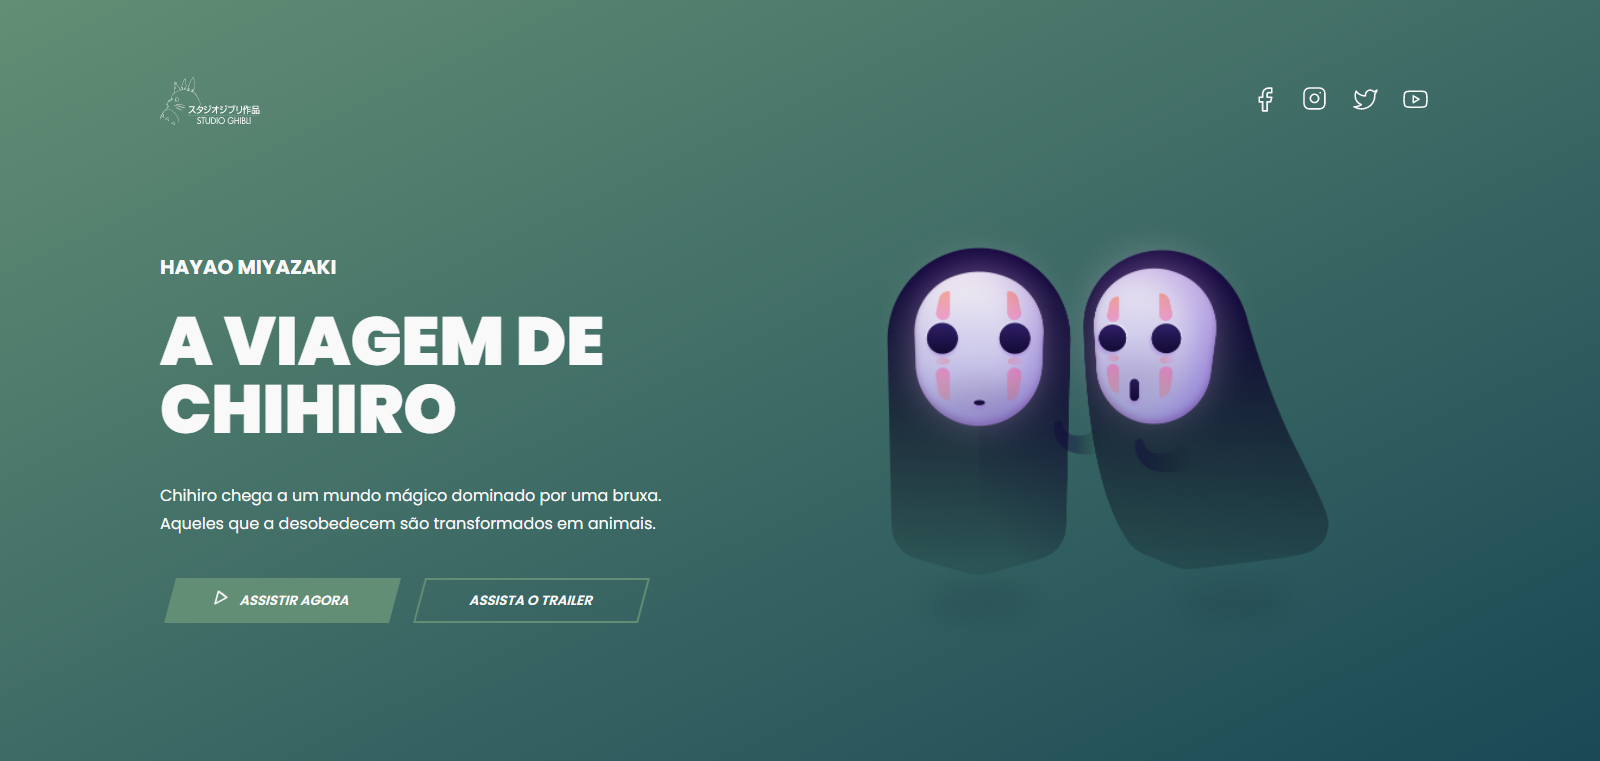 スタジオジブリ作品
STUDIO GHIBLI
HAYAO MIYAZAKI
A VIAGEM DE
CHIHIRO
Chihiro chega a um mundo mágico dominado por uma bruxa.
Aqueles que a desobedecem são transformados em animais.
ASSISTIR AGORA
ASSISTA O TRAILER